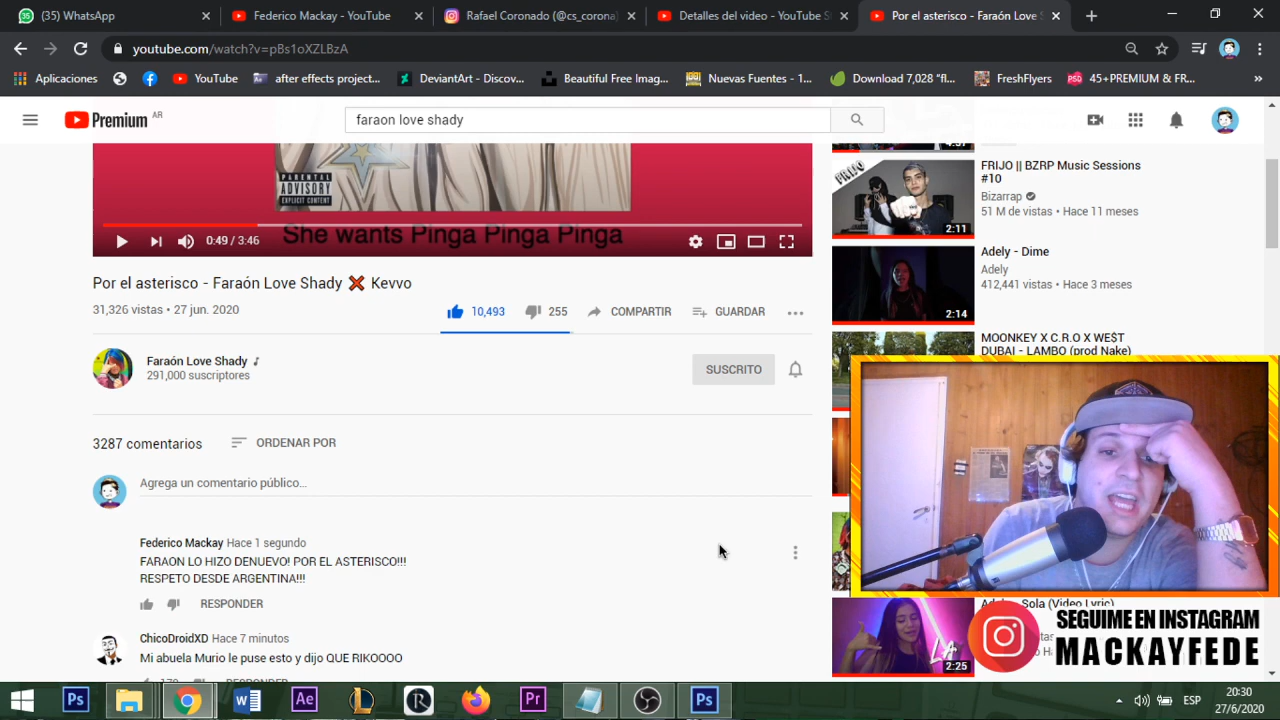 (35) WhatsApp
Federico Mackay - YouTube
Rafael Coronado (@cs_corona
Detalles del video - YouTube S
Por el asterisco - Faraón Love S
youtube.com/watch?v=pBs1oXZLBzA
Aplicaciones
YouTube
after effects project...
DeviantArt - Discov...
Beautiful Free Imag...
Nuevas Fuentes - 1...
Download 7,028 “fl...
FreshFlyers
45+PREMIUM & FR...
Premium AR
faraon love shady
PARENTAL
ADVISORY
EXPLICIT CONTENT
She wants Pinga Pinga Pinga
0:49 / 3:46
Por el asterisco - Faraón Love Shady ❌ Kevvo
31,326 vistas • 27 jun. 2020
10,493
255
COMPARTIR
GUARDAR
Faraón Love Shady
291,000 suscriptores
SUSCRITO
3287 comentarios
ORDENAR POR
Agrega un comentario público...
Federico Mackay Hace 1 segundo
FARAON LO HIZO DENUEVO! POR EL ASTERISCO!!!
RESPETO DESDE ARGENTINA!!!
RESPONDER
ChicoDroidXD Hace 7 minutos
Mi abuela Murio le puse esto y dijo QUE RIKOOOO
FRIJO
2:11
FRIJO || BZRP Music Sessions
#10
Bizarrap
51 M de vistas • Hace 11 meses
2:14
Adely - Dime
Adely
412,441 vistas • Hace 3 meses
MOONKEY X C.R.O X WE$T
DUBAI - LAMBO (prod Nake)
2:25
Sola (Video Lyric)
SEGUIME EN INSTAGRAM
MACKAYFEDE
Ps
W
Ae
Pr
Ps
ESP
20:30
27/6/2020